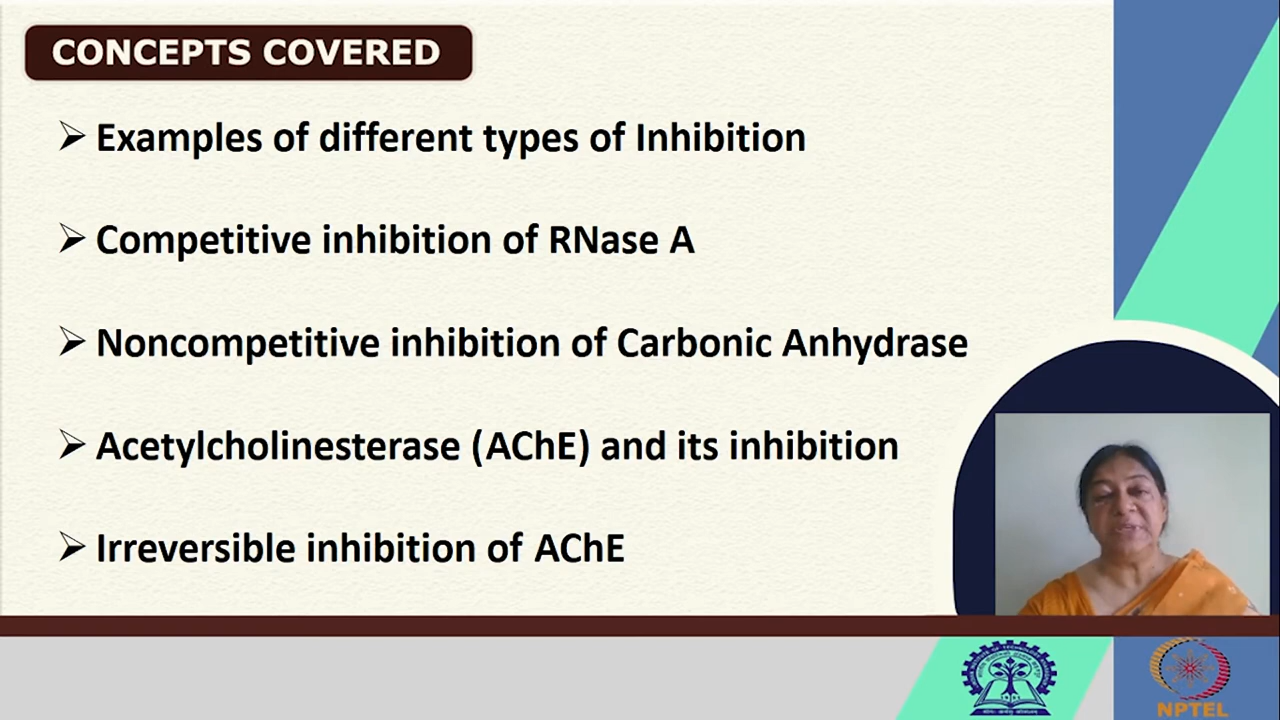 CONCEPTS COVERED
➢ Examples of different types of Inhibition
➢ Competitive inhibition of RNase A
➢ Noncompetitive inhibition of Carbonic Anhydrase
➢ Acetylcholinesterase (AChE) and its inhibition
➢ Irreversible inhibition of AChE
NPTEL